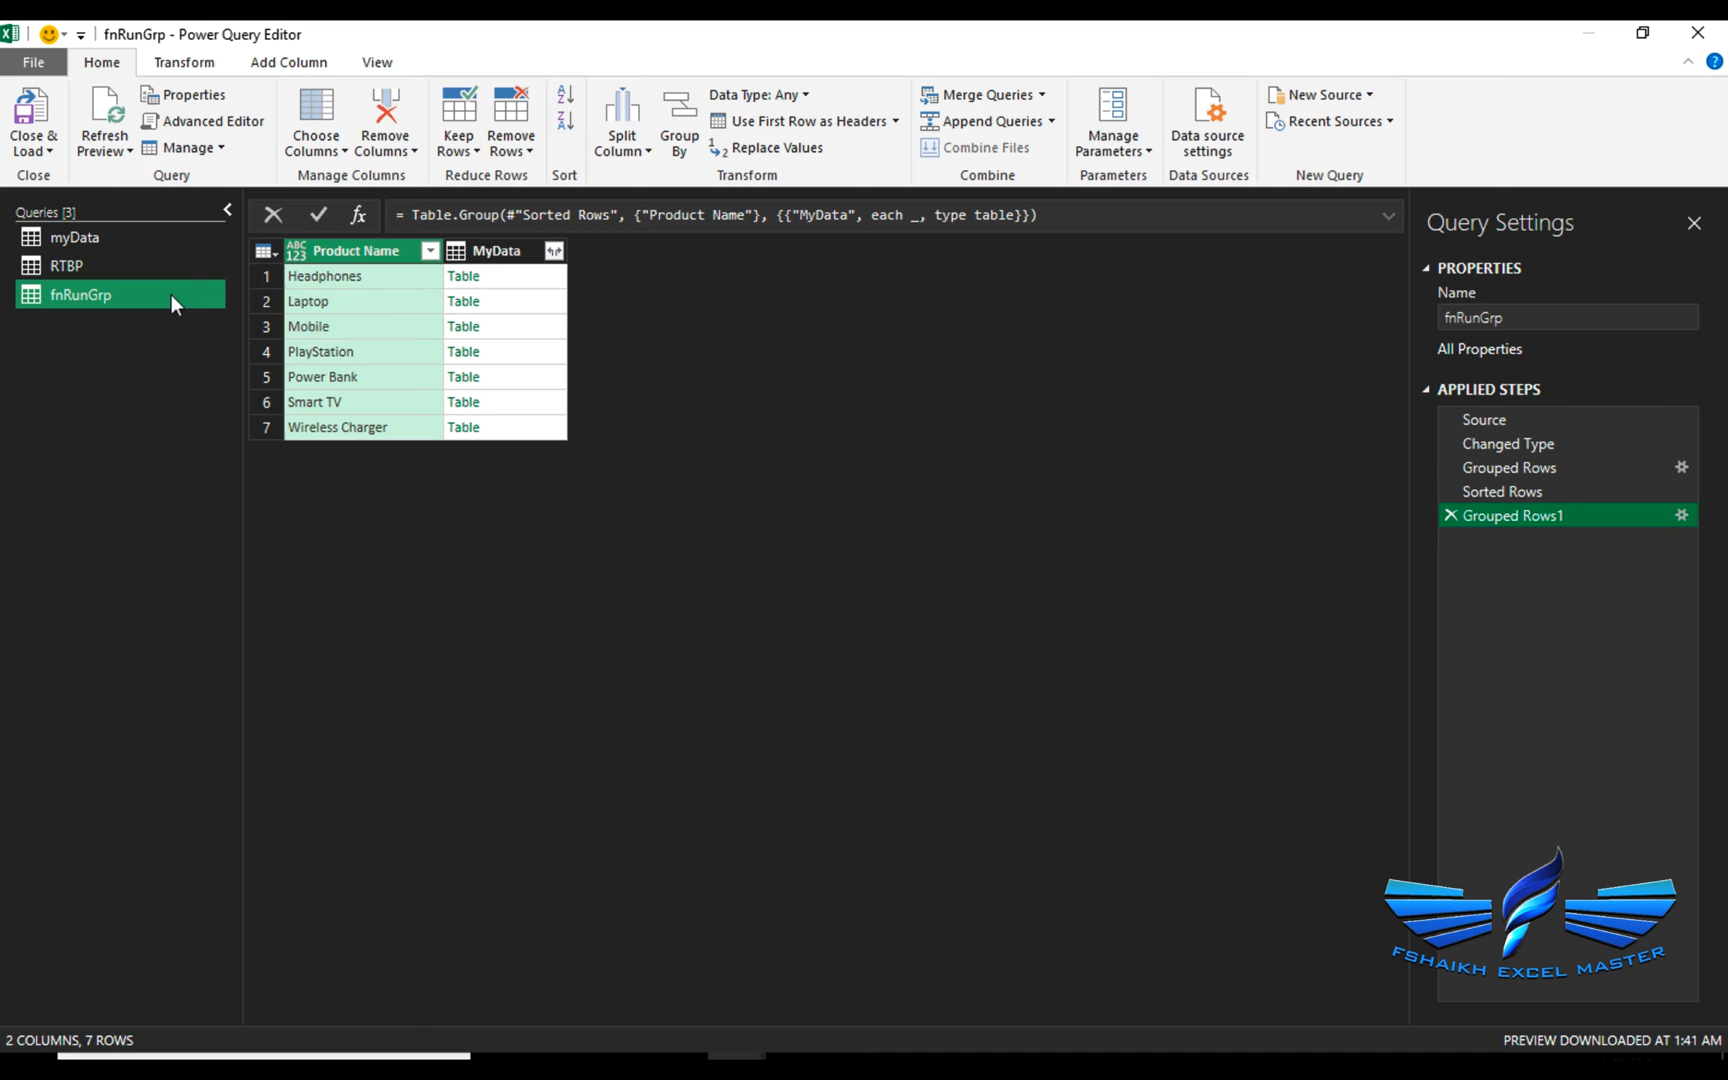 fnRunGrp - Power Query Editor
File Home Transform Add Column View
Close & Load
Close
Refresh Preview
Properties
Advanced Editor
Manage
Query
Choose Columns
Remove Columns
Manage Columns
Keep Rows
Remove Rows
Reduce Rows
Sort
Split Column
Group By
Data Type: Any
Use First Row as Headers
Replace Values
Transform
Merge Queries
Append Queries
Combine Files
Combine
Manage Parameters
Parameters
Data source settings
Data Sources
New Source
Recent Sources
New Query
Queries [3]
myData
RTBP
fnRunGrp
= Table.Group(#"Sorted Rows", {"Product Name"}, {{"MyData", each _, type table}})
ABC 123 Product Name MyData
1 Headphones Table
2 Laptop Table
3 Mobile Table
4 PlayStation Table
5 Power Bank Table
6 Smart TV Table
7 Wireless Charger Table
Query Settings
PROPERTIES
Name
fnRunGrp
All Properties
APPLIED STEPS
Source
Changed Type
Grouped Rows
Sorted Rows
Grouped Rows1
FSHAIKH EXCEL MASTER
2 COLUMNS, 7 ROWS
PREVIEW DOWNLOADED AT 1:41 AM